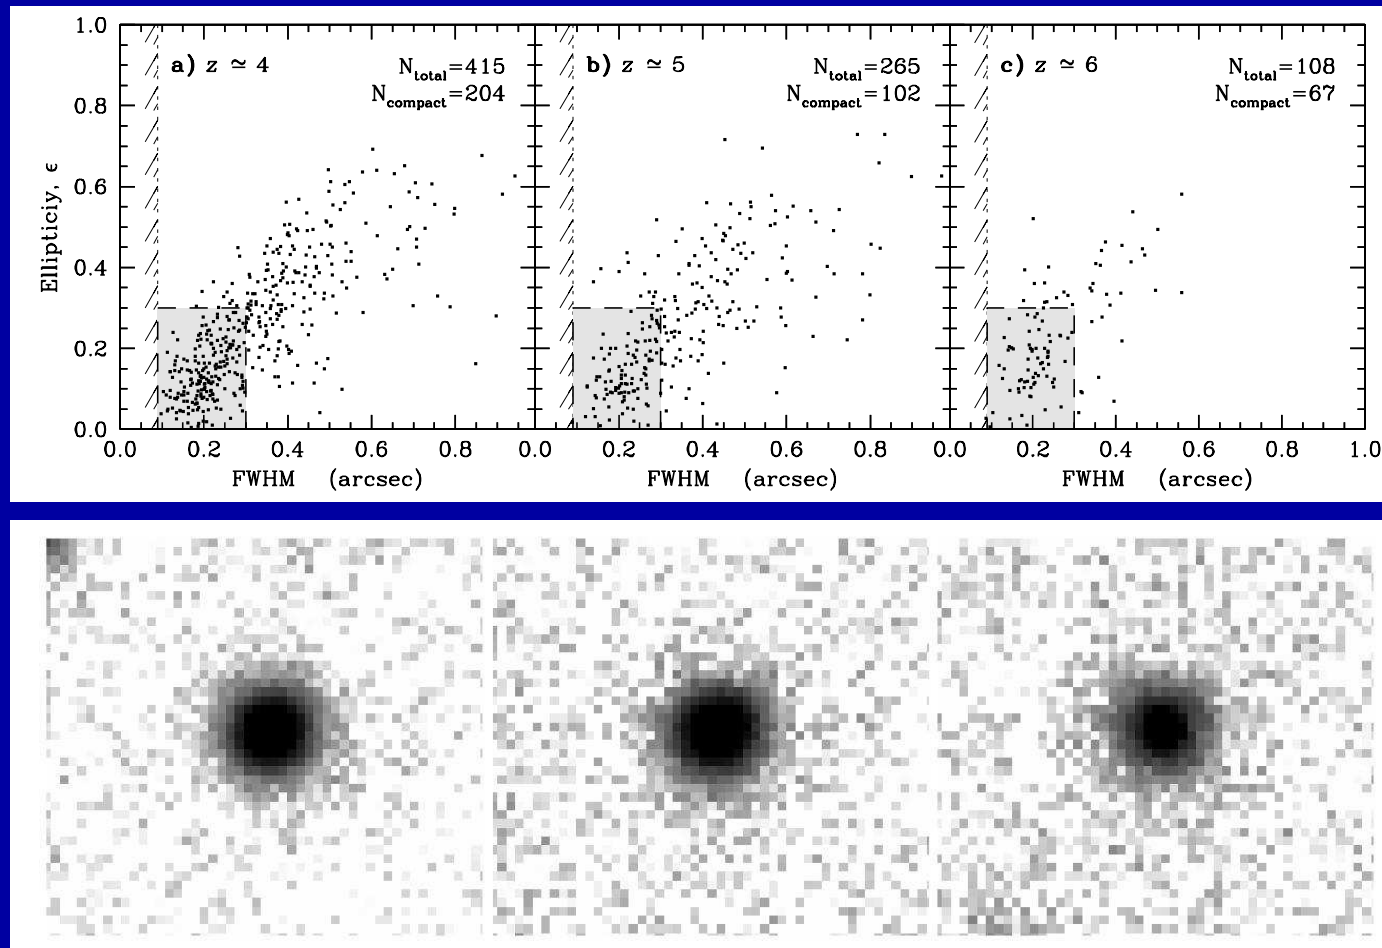 a) z ≃ 4
N_total=415
N_compact=204
b) z ≃ 5
N_total=265
N_compact=102
c) z ≃ 6
N_total=108
N_compact=67
Ellipticiy, ϵ
1.0
0.8
0.6
0.4
0.2
0.0
0.0 0.2 0.4 0.6 0.8 0.0 0.2 0.4 0.6 0.8 0.0 0.2 0.4 0.6 0.8 1.0
FWHM (arcsec)
FWHM (arcsec)
FWHM (arcsec)